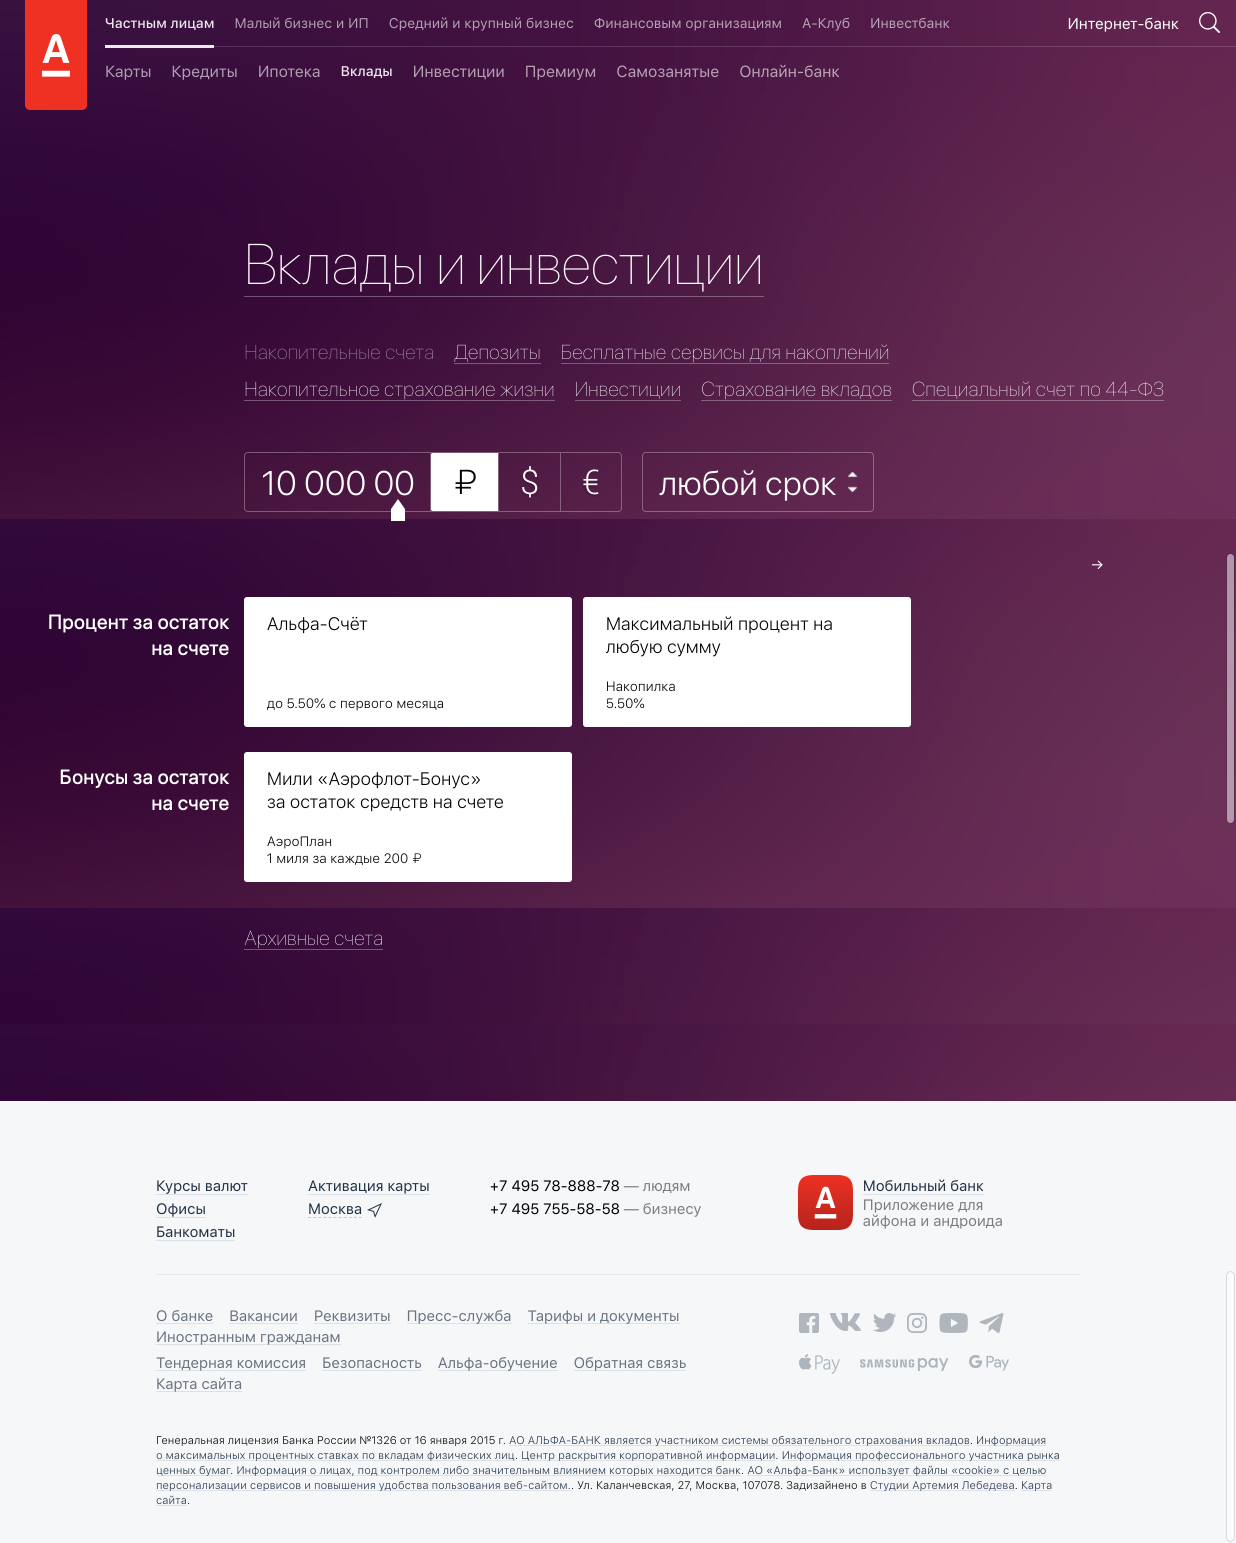 Частным лицам Малый бизнес и ИП Средний и крупный бизнес Финансовым организациям А-Клуб Инвестбанк Интернет-банк
А
Карты Кредиты Ипотека Вклады Инвестиции Премиум Самозанятые Онлайн-банк
Вклады и инвестиции
Накопительные счета Депозиты Бесплатные сервисы для накоплений
Накопительное страхование жизни Инвестиции Страхование вкладов Специальный счет по 44-ФЗ
10 000 00 ₽ $ € любой срок
→
Процент за остаток
на счете
Альфа-Счёт
до 5.50% с первого месяца
Максимальный процент на
любую сумму
Накопилка
5.50%
Бонусы за остаток
на счете
Мили «Аэрофлот-Бонус»
за остаток средств на счете
АэроПлан
1 миля за каждые 200 ₽
Архивные счета
Курсы валют
Офисы
Банкоматы
Активация карты
Москва
+7 495 78-888-78 — людям
+7 495 755-58-58 — бизнесу
А
Мобильный банк
Приложение для
айфона и андроида
О банке Вакансии Реквизиты Пресс-служба Тарифы и документы
Иностранным гражданам
Тендерная комиссия Безопасность Альфа-обучение Обратная связь
Карта сайта
Pay SAMSUNG pay G Pay
Генеральная лицензия Банка России №1326 от 16 января 2015 г. АО АЛЬФА-БАНК является участником системы обязательного страхования вкладов. Информация
о максимальных процентных ставках по вкладам физических лиц. Центр раскрытия корпоративной информации. Информация профессионального участника рынка
ценных бумаг. Информация о лицах, под контролем либо значительным влиянием которых находится банк. АО «Альфа-Банк» использует файлы «cookie» с целью
персонализации сервисов и повышения удобства пользования веб-сайтом.. Ул. Каланчевская, 27, Москва, 107078. Задизайнено в Студии Артемия Лебедева. Карта
сайта.